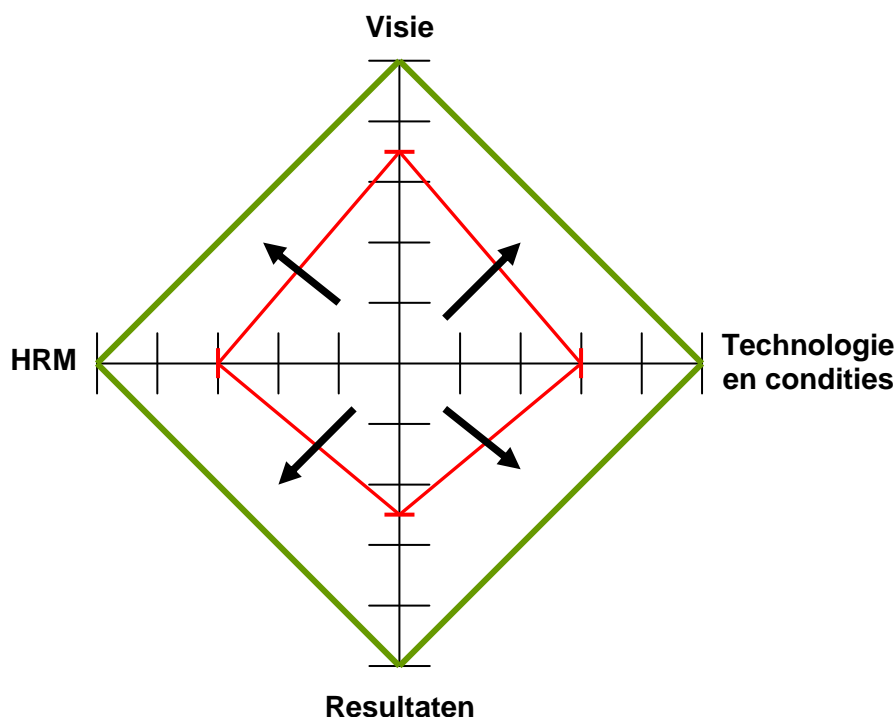 Visie
HRM
Technologie
en condities
Resultaten